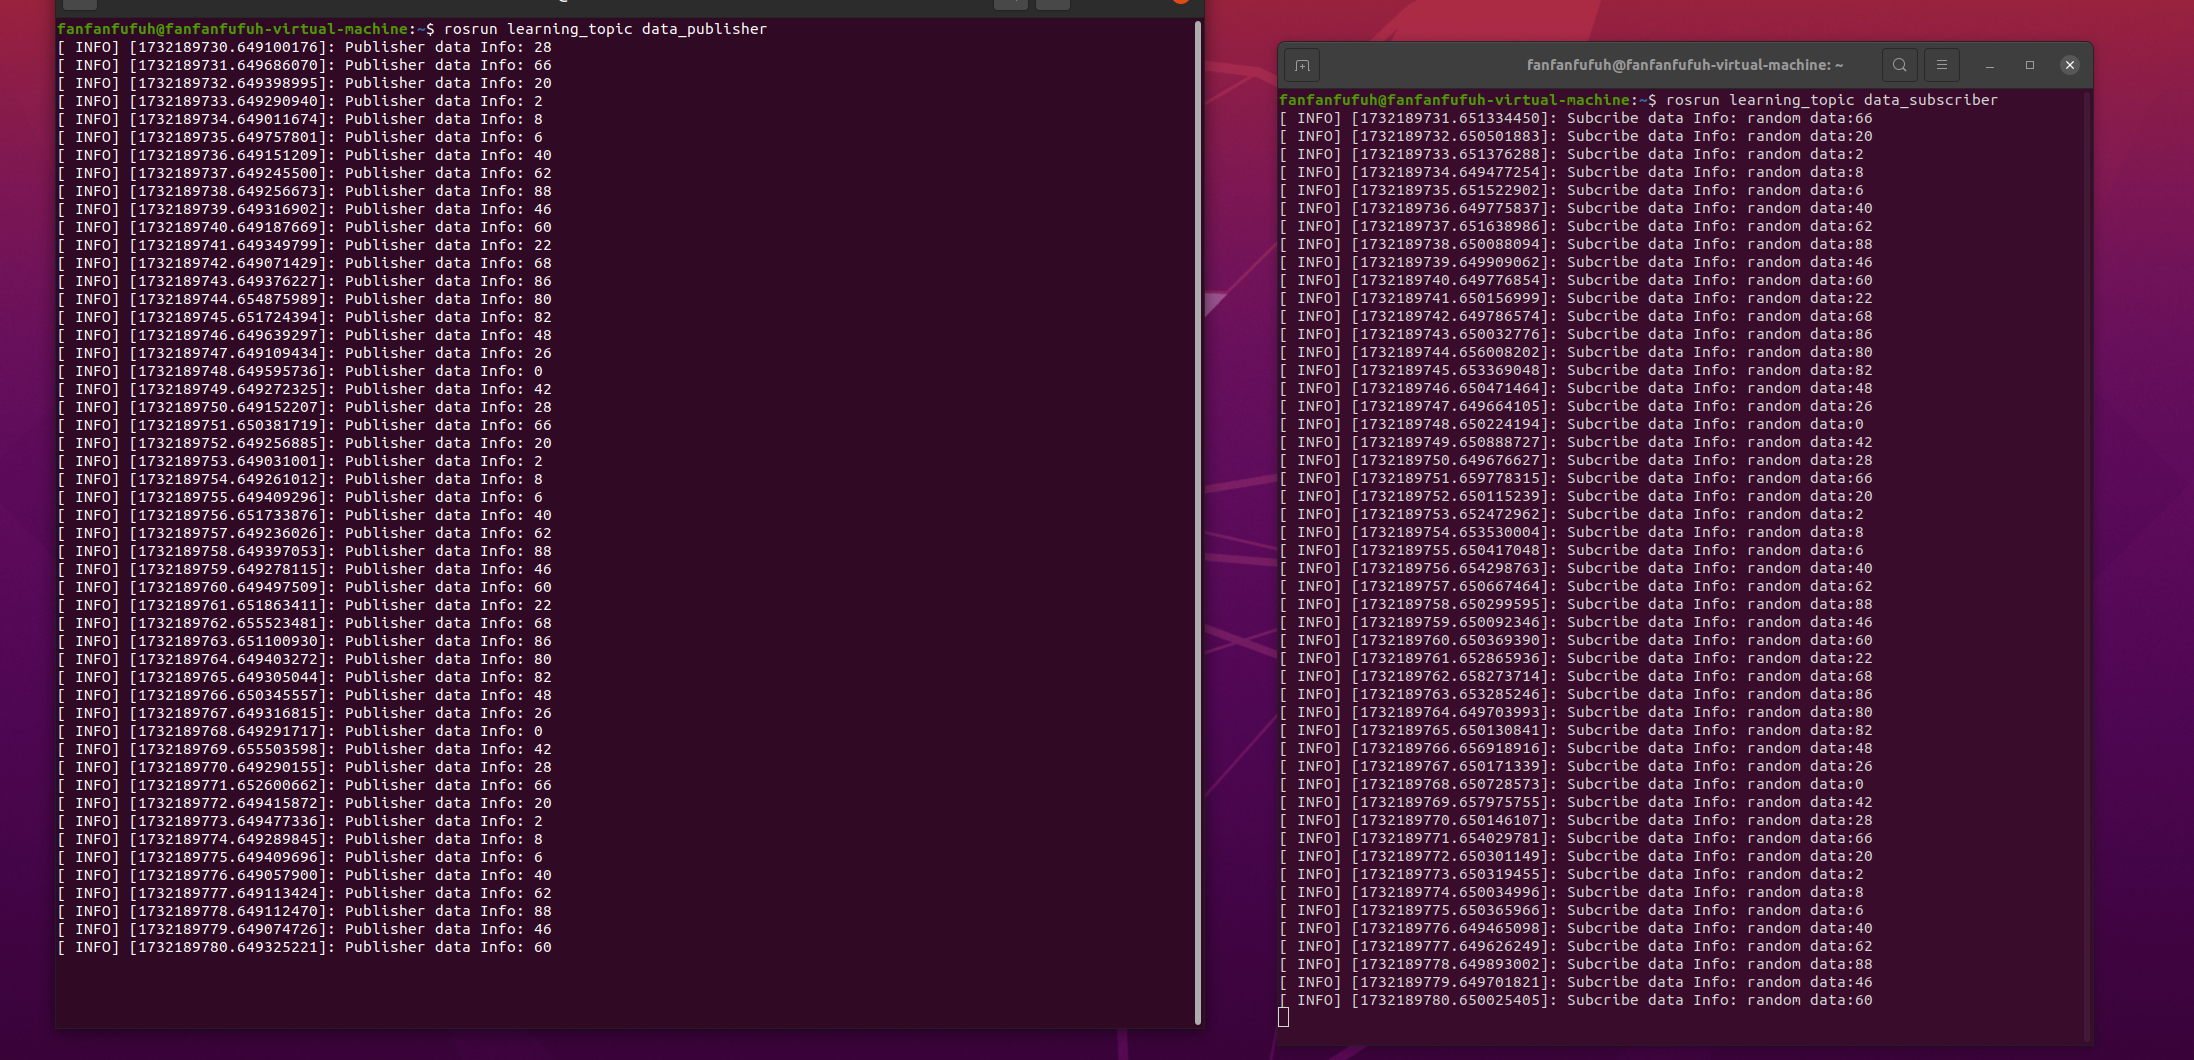 fanfanfufuh@fanfanfufuh-virtual-machine:~$ rosrun learning_topic data_publisher
[ INFO] [1732189730.649100176]: Publisher data Info: 28
[ INFO] [1732189731.649686070]: Publisher data Info: 66
[ INFO] [1732189732.649398995]: Publisher data Info: 20
[ INFO] [1732189733.649290940]: Publisher data Info: 2
[ INFO] [1732189734.649011674]: Publisher data Info: 8
[ INFO] [1732189735.649757801]: Publisher data Info: 6
[ INFO] [1732189736.649151209]: Publisher data Info: 40
[ INFO] [1732189737.649245500]: Publisher data Info: 62
[ INFO] [1732189738.649256673]: Publisher data Info: 88
[ INFO] [1732189739.649316902]: Publisher data Info: 46
[ INFO] [1732189740.649187669]: Publisher data Info: 60
[ INFO] [1732189741.649349799]: Publisher data Info: 22
[ INFO] [1732189742.649071429]: Publisher data Info: 68
[ INFO] [1732189743.649376227]: Publisher data Info: 86
[ INFO] [1732189744.654875989]: Publisher data Info: 80
[ INFO] [1732189745.651724394]: Publisher data Info: 82
[ INFO] [1732189746.649639297]: Publisher data Info: 48
[ INFO] [1732189747.649109434]: Publisher data Info: 26
[ INFO] [1732189748.649595736]: Publisher data Info: 0
[ INFO] [1732189749.649272325]: Publisher data Info: 42
[ INFO] [1732189750.649152207]: Publisher data Info: 28
[ INFO] [1732189751.650381719]: Publisher data Info: 66
[ INFO] [1732189752.649256885]: Publisher data Info: 20
[ INFO] [1732189753.649031001]: Publisher data Info: 2
[ INFO] [1732189754.649261012]: Publisher data Info: 8
[ INFO] [1732189755.649409296]: Publisher data Info: 6
[ INFO] [1732189756.651733876]: Publisher data Info: 40
[ INFO] [1732189757.649236026]: Publisher data Info: 62
[ INFO] [1732189758.649397053]: Publisher data Info: 88
[ INFO] [1732189759.649278115]: Publisher data Info: 46
[ INFO] [1732189760.649497509]: Publisher data Info: 60
[ INFO] [1732189761.651863411]: Publisher data Info: 22
[ INFO] [1732189762.655523481]: Publisher data Info: 68
[ INFO] [1732189763.651100930]: Publisher data Info: 86
[ INFO] [1732189764.649403272]: Publisher data Info: 80
[ INFO] [1732189765.649305044]: Publisher data Info: 82
[ INFO] [1732189766.650345557]: Publisher data Info: 48
[ INFO] [1732189767.649316815]: Publisher data Info: 26
[ INFO] [1732189768.649291717]: Publisher data Info: 0
[ INFO] [1732189769.655503598]: Publisher data Info: 42
[ INFO] [1732189770.649290155]: Publisher data Info: 28
[ INFO] [1732189771.652600662]: Publisher data Info: 66
[ INFO] [1732189772.649415872]: Publisher data Info: 20
[ INFO] [1732189773.649477336]: Publisher data Info: 2
[ INFO] [1732189774.649289845]: Publisher data Info: 8
[ INFO] [1732189775.649409696]: Publisher data Info: 6
[ INFO] [1732189776.649057900]: Publisher data Info: 40
[ INFO] [1732189777.649113424]: Publisher data Info: 62
[ INFO] [1732189778.649112470]: Publisher data Info: 88
[ INFO] [1732189779.649074726]: Publisher data Info: 46
[ INFO] [1732189780.649325221]: Publisher data Info: 60
fanfanfufuh@fanfanfufuh-virtual-machine: ~
fanfanfufuh@fanfanfufuh-virtual-machine:~$ rosrun learning_topic data_subscriber
[ INFO] [1732189731.651334450]: Subcribe data Info: random data:66
[ INFO] [1732189732.650501883]: Subcribe data Info: random data:20
[ INFO] [1732189733.651376288]: Subcribe data Info: random data:2
[ INFO] [1732189734.649477254]: Subcribe data Info: random data:8
[ INFO] [1732189735.651522902]: Subcribe data Info: random data:6
[ INFO] [1732189736.649775837]: Subcribe data Info: random data:40
[ INFO] [1732189737.651638986]: Subcribe data Info: random data:62
[ INFO] [1732189738.650088094]: Subcribe data Info: random data:88
[ INFO] [1732189739.649909062]: Subcribe data Info: random data:46
[ INFO] [1732189740.649776854]: Subcribe data Info: random data:60
[ INFO] [1732189741.650156999]: Subcribe data Info: random data:22
[ INFO] [1732189742.649786574]: Subcribe data Info: random data:68
[ INFO] [1732189743.650032776]: Subcribe data Info: random data:86
[ INFO] [1732189744.656008202]: Subcribe data Info: random data:80
[ INFO] [1732189745.653369048]: Subcribe data Info: random data:82
[ INFO] [1732189746.650471464]: Subcribe data Info: random data:48
[ INFO] [1732189747.649664105]: Subcribe data Info: random data:26
[ INFO] [1732189748.650224194]: Subcribe data Info: random data:0
[ INFO] [1732189749.650888727]: Subcribe data Info: random data:42
[ INFO] [1732189750.649676627]: Subcribe data Info: random data:28
[ INFO] [1732189751.659778315]: Subcribe data Info: random data:66
[ INFO] [1732189752.650115239]: Subcribe data Info: random data:20
[ INFO] [1732189753.652472962]: Subcribe data Info: random data:2
[ INFO] [1732189754.653530004]: Subcribe data Info: random data:8
[ INFO] [1732189755.650417048]: Subcribe data Info: random data:6
[ INFO] [1732189756.654298763]: Subcribe data Info: random data:40
[ INFO] [1732189757.650667464]: Subcribe data Info: random data:62
[ INFO] [1732189758.650299595]: Subcribe data Info: random data:88
[ INFO] [1732189759.650092346]: Subcribe data Info: random data:46
[ INFO] [1732189760.650369390]: Subcribe data Info: random data:60
[ INFO] [1732189761.652865936]: Subcribe data Info: random data:22
[ INFO] [1732189762.658273714]: Subcribe data Info: random data:68
[ INFO] [1732189763.653285246]: Subcribe data Info: random data:86
[ INFO] [1732189764.649703993]: Subcribe data Info: random data:80
[ INFO] [1732189765.650130841]: Subcribe data Info: random data:82
[ INFO] [1732189766.656918916]: Subcribe data Info: random data:48
[ INFO] [1732189767.650171339]: Subcribe data Info: random data:26
[ INFO] [1732189768.650728573]: Subcribe data Info: random data:0
[ INFO] [1732189769.657975755]: Subcribe data Info: random data:42
[ INFO] [1732189770.650146107]: Subcribe data Info: random data:28
[ INFO] [1732189771.654029781]: Subcribe data Info: random data:66
[ INFO] [1732189772.650301149]: Subcribe data Info: random data:20
[ INFO] [1732189773.650319455]: Subcribe data Info: random data:2
[ INFO] [1732189774.650034996]: Subcribe data Info: random data:8
[ INFO] [1732189775.650365966]: Subcribe data Info: random data:6
[ INFO] [1732189776.649465098]: Subcribe data Info: random data:40
[ INFO] [1732189777.649626249]: Subcribe data Info: random data:62
[ INFO] [1732189778.649893002]: Subcribe data Info: random data:88
[ INFO] [1732189779.649701821]: Subcribe data Info: random data:46
[ INFO] [1732189780.650025405]: Subcribe data Info: random data:60